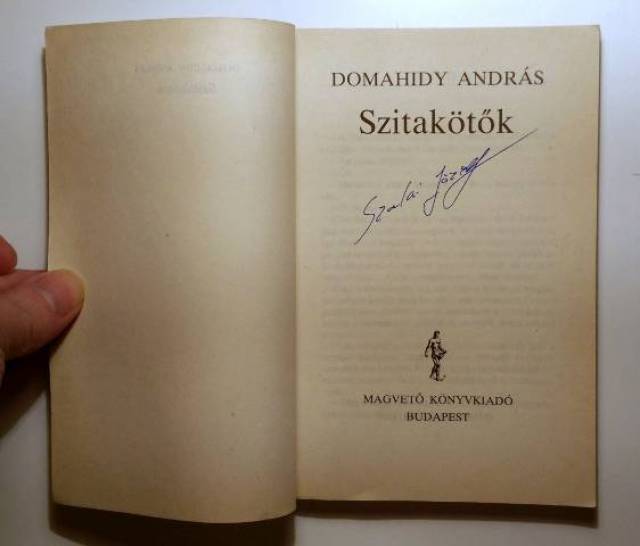 DOMAHIDY ANDRÁS
Szitakötők
Szalai József
MAGVETŐ KÖNYVKIADÓ
BUDAPEST